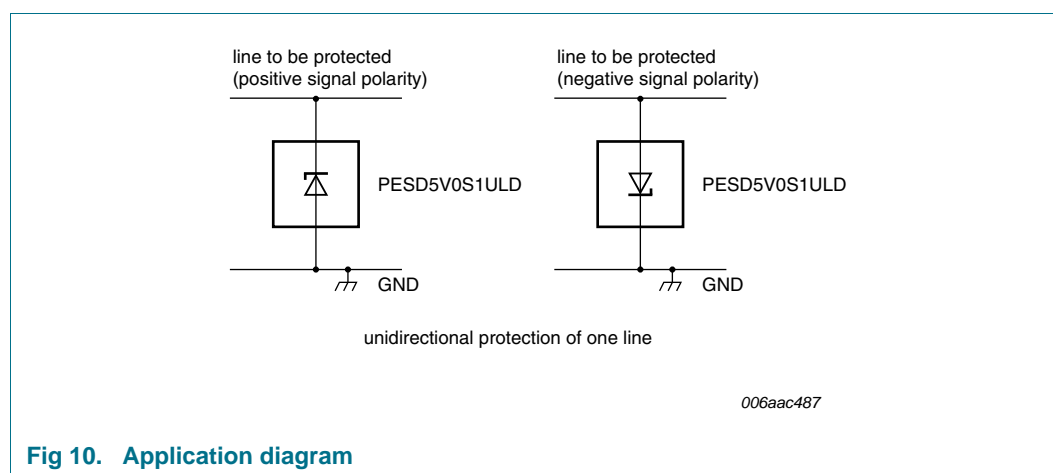 line to be protected
(positive signal polarity)
PESD5V0S1ULD
GND
line to be protected
(negative signal polarity)
PESD5V0S1ULD
GND
unidirectional protection of one line
006aac487
Fig 10. Application diagram